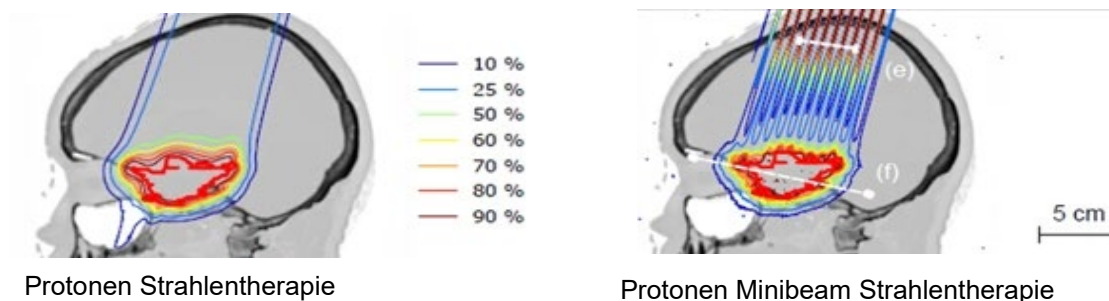 10 %
25 %
50 %
60 %
70 %
80 %
90 %
(e)
(f)
5 cm
Protonen Strahlentherapie
Protonen Minibeam Strahlentherapie